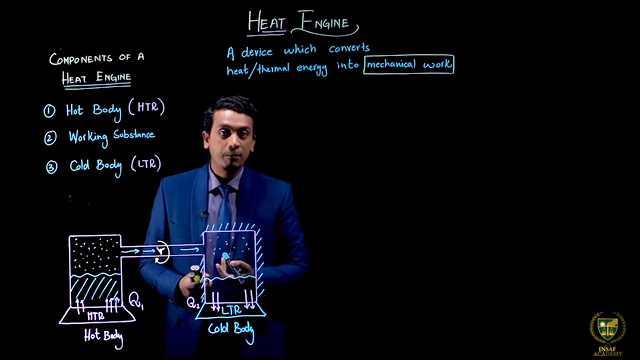 HEAT ENGINE
A device which converts
heat/thermal energy into mechanical work
COMPONENTS OF A
HEAT ENGINE
① Hot Body (HTR)
② Working Substance
③ Cold Body (LTR)
Q₁
Q₂
HTR
LTR
Hot Body
Cold Body
INSAF
ACADEMY